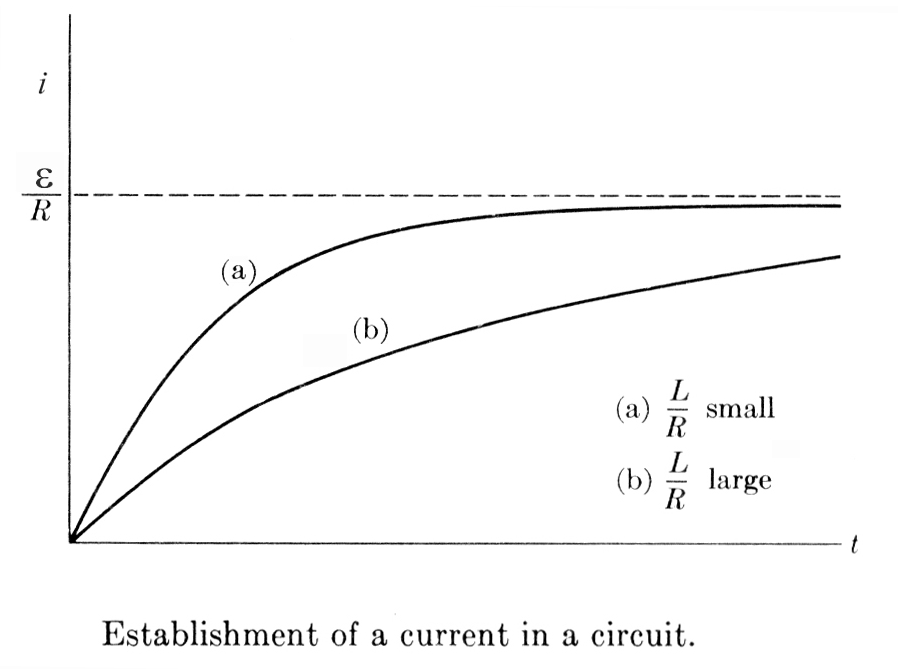 i
ε
R
(a)
(b)
(a) L/R small
(b) L/R large
t
Establishment of a current in a circuit.